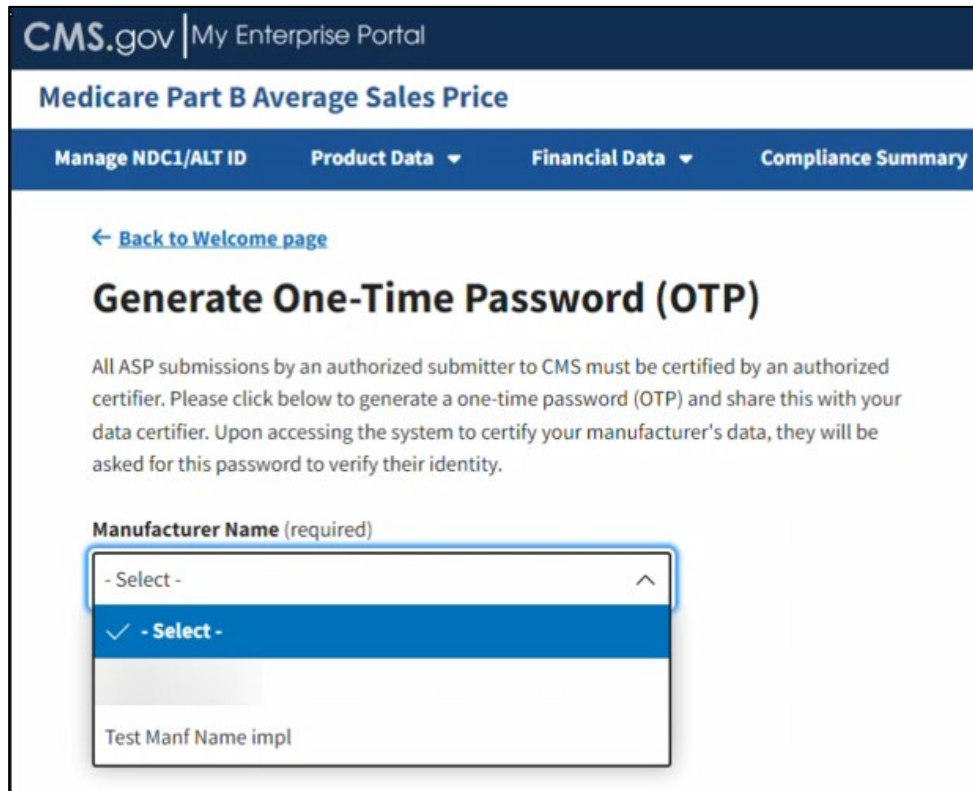 CMS.gov | My Enterprise Portal
Medicare Part B Average Sales Price
Manage NDC1/ALT ID Product Data Financial Data Compliance Summary
← Back to Welcome page
Generate One-Time Password (OTP)
All ASP submissions by an authorized submitter to CMS must be certified by an authorized
certifier. Please click below to generate a one-time password (OTP) and share this with your
data certifier. Upon accessing the system to certify your manufacturer's data, they will be
asked for this password to verify their identity.
Manufacturer Name (required)
- Select -
- Select -
Test Manf Name impl